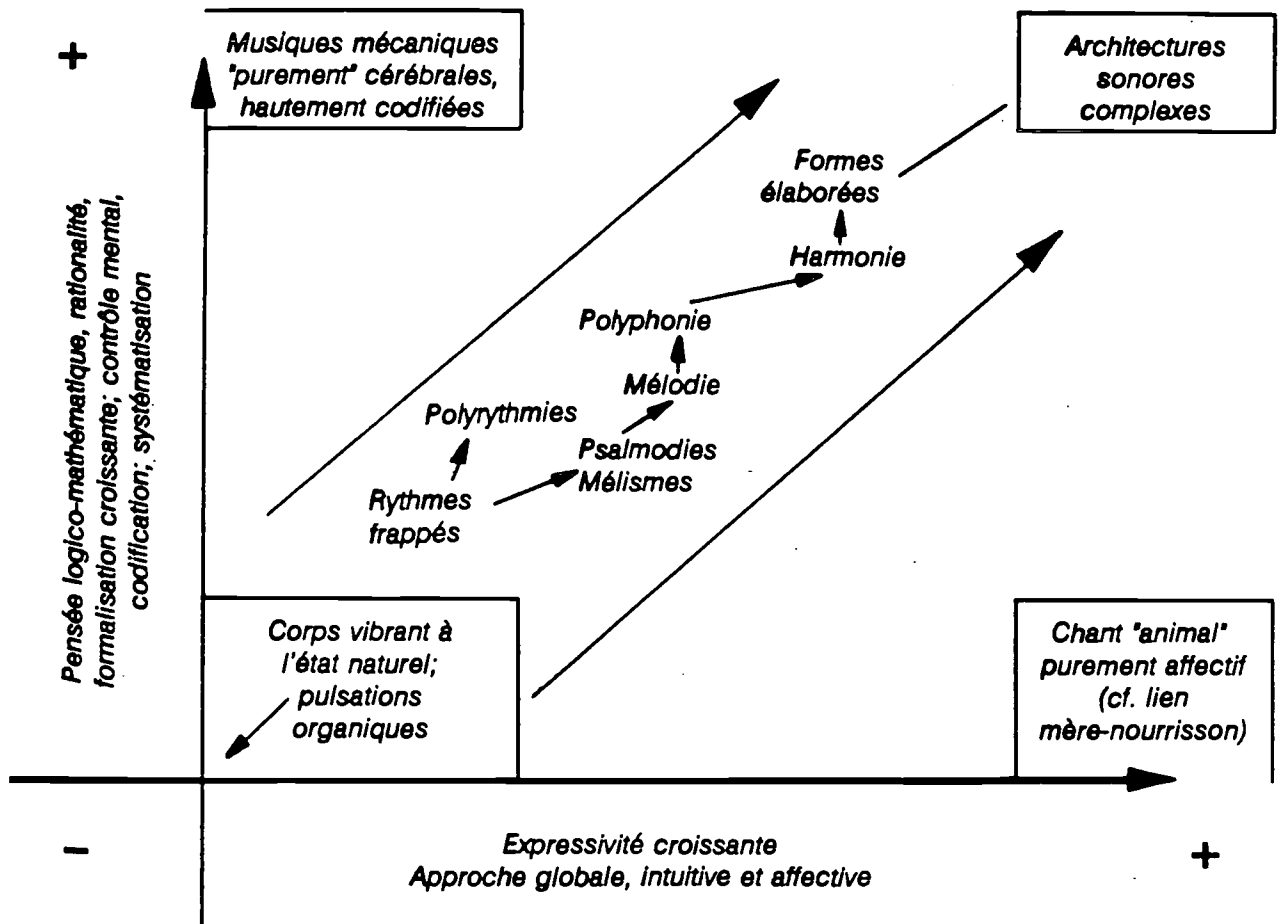 +
Musiques mécaniques
"purement" cérébrales,
hautement codifiées
Architectures
sonores
complexes
Formes
élaborées
Harmonie
Polyphonie
Mélodie
Polyrythmies
Psalmodies
Mélismes
Rythmes
frappés
Pensée logico-mathématique, rationalité,
formalisation croissante; contrôle mental,
codification; systématisation
Corps vibrant à
l'état naturel;
pulsations
organiques
Chant "animal"
purement affectif
(cf. lien
mère-nourrisson)
−
Expressivité croissante
Approche globale, intuitive et affective
+